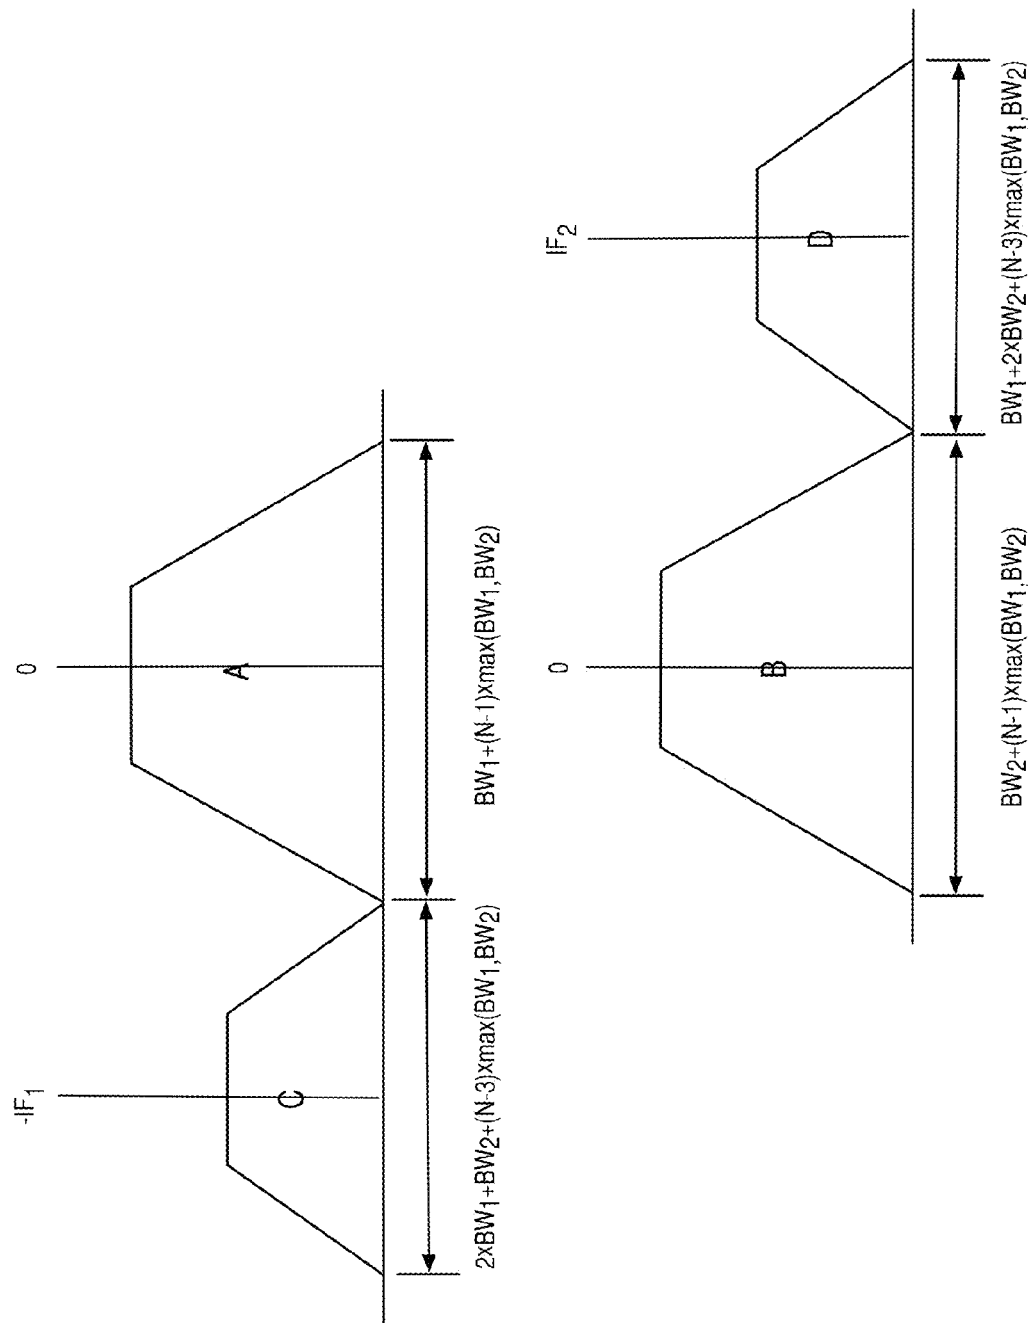 -IF1
0
C
A
2xBW1+BW2+(N-3)xmax(BW1,BW2)
BW1+(N-1)xmax(BW1,BW2)
0
IF2
B
D
BW2+(N-1)xmax(BW1,BW2)
BW1+2xBW2+(N-3)xmax(BW1,BW2)